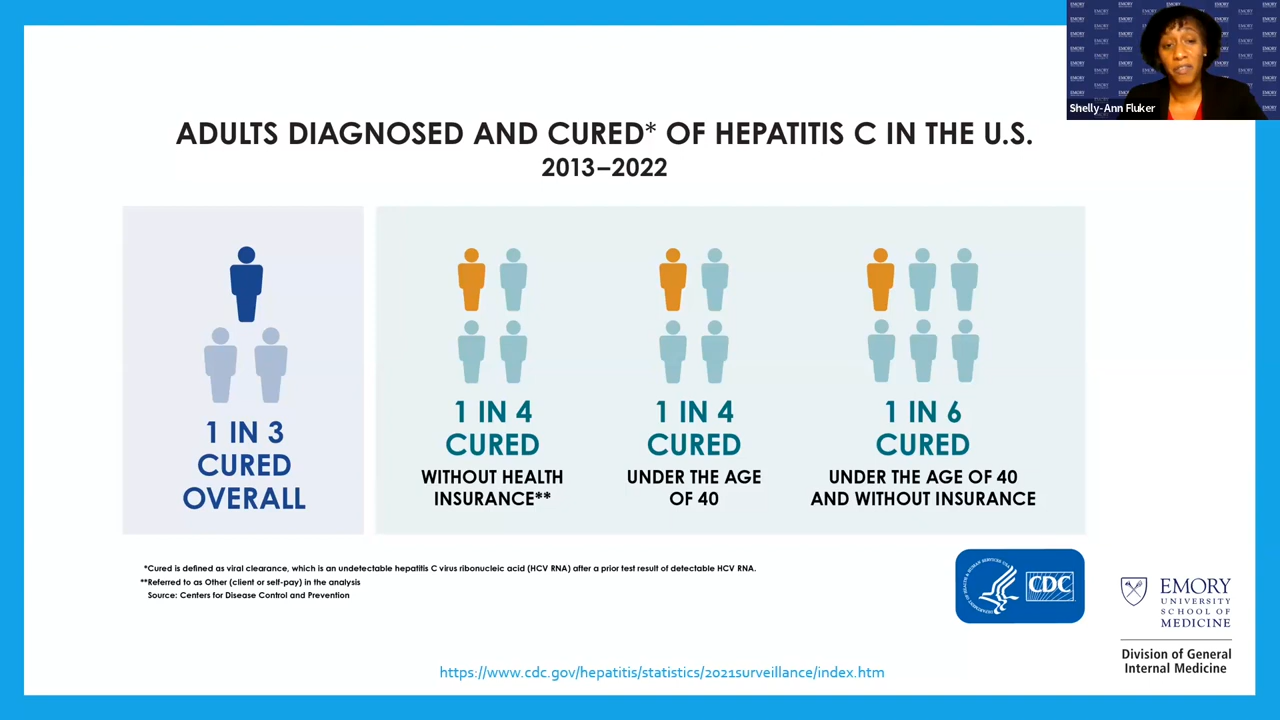 Shelly-Ann Fluker
ADULTS DIAGNOSED AND CURED* OF HEPATITIS C IN THE U.S.
2013–2022
1 IN 3
CURED
OVERALL
1 IN 4
CURED
WITHOUT HEALTH
INSURANCE**
1 IN 4
CURED
UNDER THE AGE
OF 40
1 IN 6
CURED
UNDER THE AGE OF 40
AND WITHOUT INSURANCE
*Cured is defined as viral clearance, which is an undetectable hepatitis C virus ribonucleic acid (HCV RNA) after a prior test result of detectable HCV RNA.
**Referred to as Other (client or self-pay) in the analysis
Source: Centers for Disease Control and Prevention
CDC
EMORY
UNIVERSITY
SCHOOL OF
MEDICINE
Division of General
Internal Medicine
https://www.cdc.gov/hepatitis/statistics/2021surveillance/index.htm